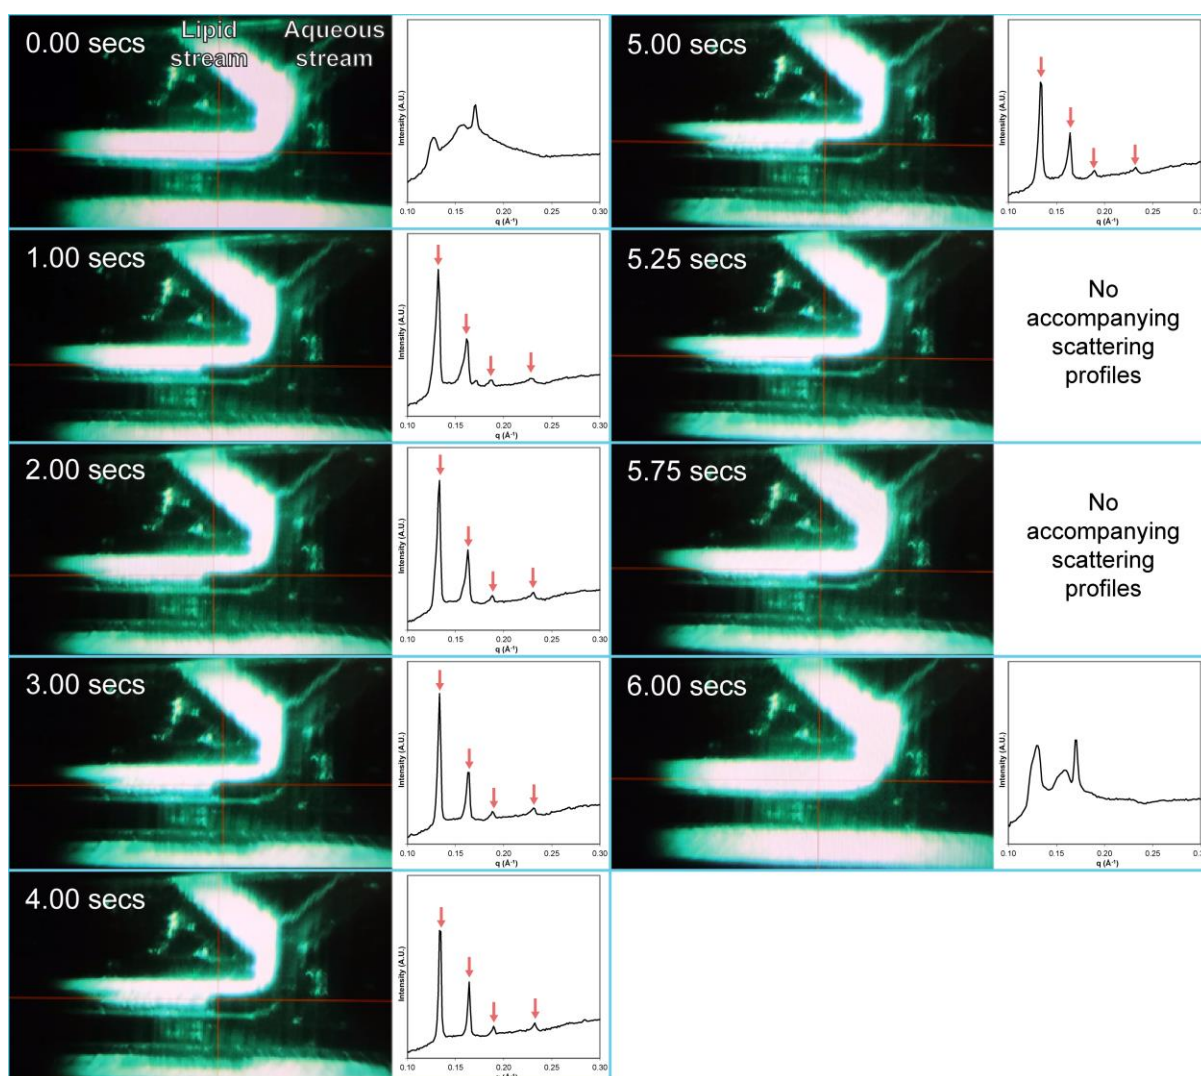 0.00 secs
Lipid stream
Aqueous stream
Intensity (A.U.)
0.10 0.15 0.20 0.25 0.30
q (Å⁻¹)
5.00 secs
Intensity (A.U.)
0.10 0.15 0.20 0.25 0.30
q (Å⁻¹)
1.00 secs
Intensity (A.U.)
0.10 0.15 0.20 0.25 0.30
q (Å⁻¹)
5.25 secs
No
accompanying
scattering
profiles
2.00 secs
Intensity (A.U.)
0.10 0.15 0.20 0.25 0.30
q (Å⁻¹)
5.75 secs
No
accompanying
scattering
profiles
3.00 secs
Intensity (A.U.)
0.10 0.15 0.20 0.25 0.30
q (Å⁻¹)
6.00 secs
Intensity (A.U.)
0.10 0.15 0.20 0.25 0.30
q (Å⁻¹)
4.00 secs
Intensity (A.U.)
0.10 0.15 0.20 0.25 0.30
q (Å⁻¹)